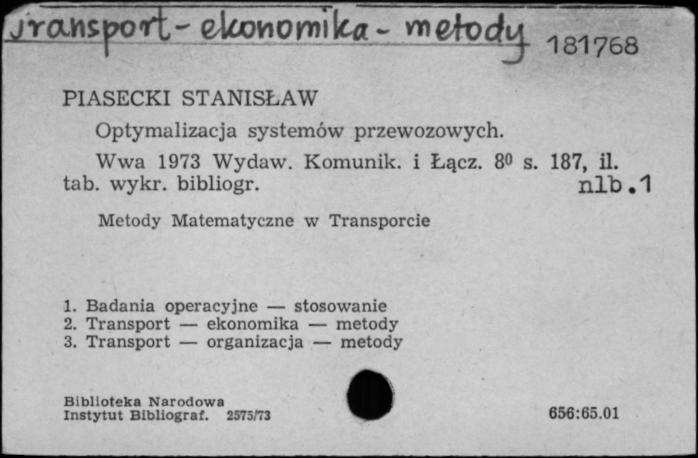 Transport - ekonomika - metody
181768
PIASECKI STANISŁAW
Optymalizacja systemów przewozowych.
Wwa 1973 Wydaw. Komunik. i Łącz. 8⁰ s. 187, il.
tab. wykr. bibliogr. nlb.1
Metody Matematyczne w Transporcie
1. Badania operacyjne — stosowanie
2. Transport — ekonomika — metody
3. Transport — organizacja — metody
Biblioteka Narodowa
Instytut Bibliograf. 2575/73
656:65.01